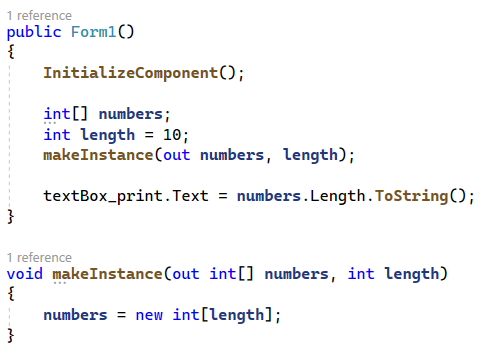 1 reference
public Form1()
{
InitializeComponent();
int[] numbers;
int length = 10;
makeInstance(out numbers, length);
textBox_print.Text = numbers.Length.ToString();
}
1 reference
void makeInstance(out int[] numbers, int length)
{
numbers = new int[length];
}